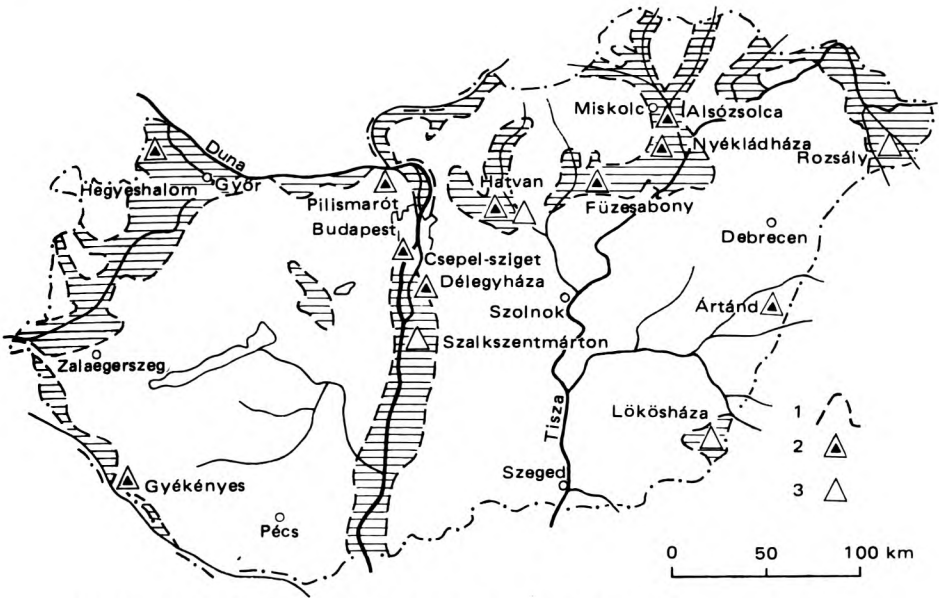 Miskolc
Alsózsolca
Duna
Nyékládháza
Rozsály
Hegyeshalom
Győr
Hatvan
Pilismarót
Füzesabony
Budapest
Debrecen
Csepel-sziget
Délegyháza
Szolnok
Ártánd
Szalkszentmárton
Zalaegerszeg
Tisza
Lökösháza
1
2
Szeged
Gyékényes
3
Pécs
0 50 100 km